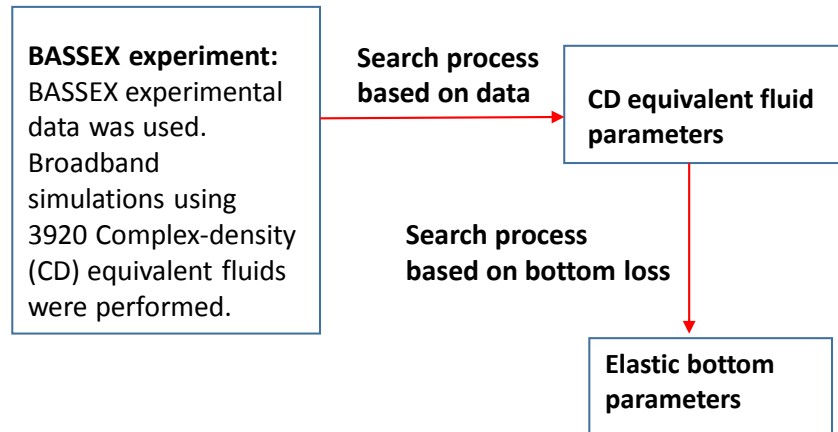 BASSEX experiment:
BASSEX experimental
data was used.
Broadband
simulations using
3920 Complex-density
(CD) equivalent fluids
were performed.
Search process
based on data
CD equivalent fluid
parameters
Search process
based on bottom loss
Elastic bottom
parameters